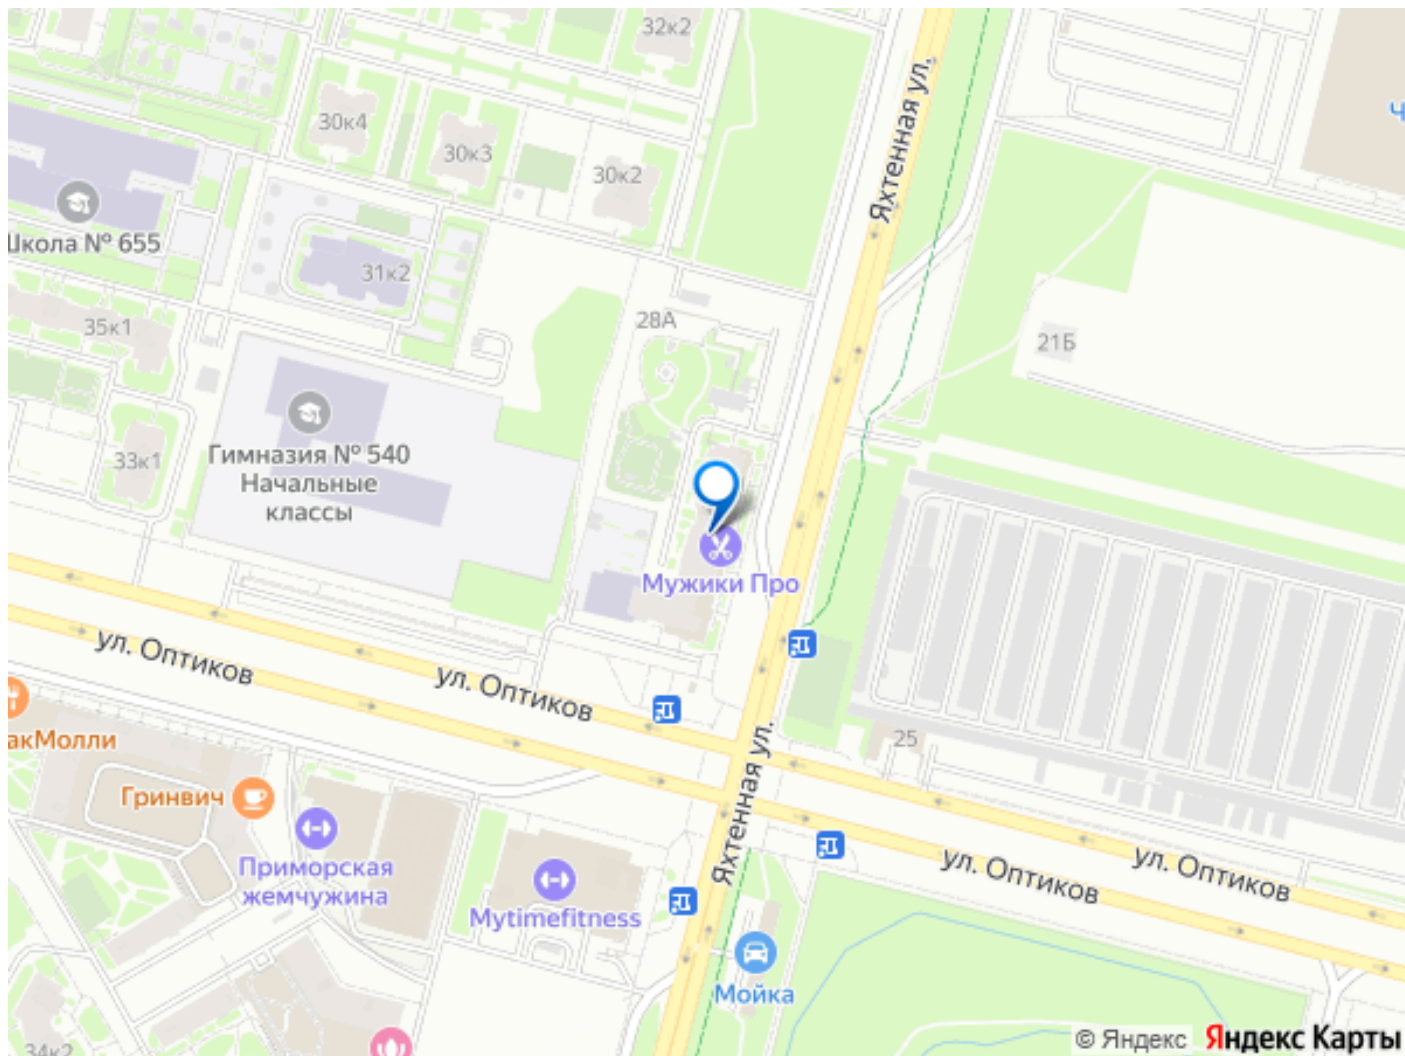 32к2
Яхтенная ул.
30к4
30к3
30к2
Школа № 655
31к2
28А
35к1
21Б
Гимназия № 540
Начальные
классы
33к1
Мужики Про
ул. Оптиков
ул. Оптиков
25
Гринвич
Яхтенная ул.
Приморская
жемчужина
Mytimefitness
ул. Оптиков
ул. Оптиков
Мойка
34к2
© Яндекс Яндекс Карты